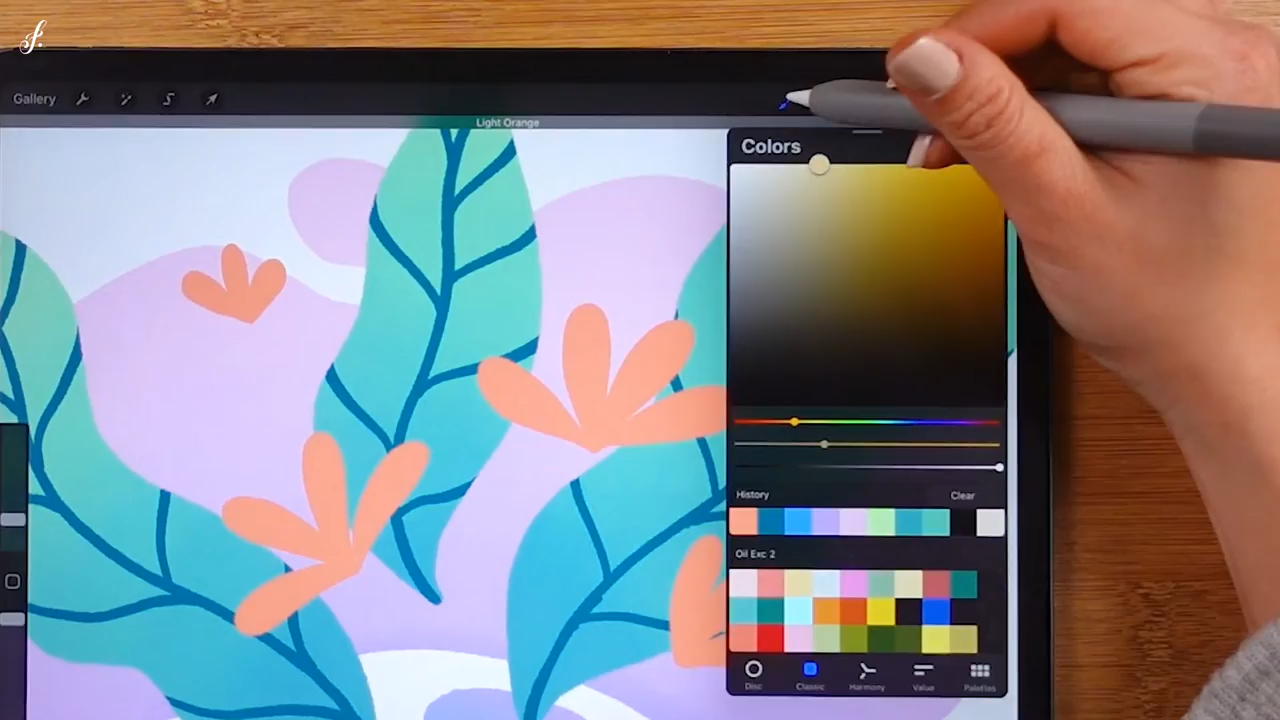 Gallery
Light Orange
Colors
History
Clear
Oil Exc 2
Disc
Classic
Harmony
Value
Palettes